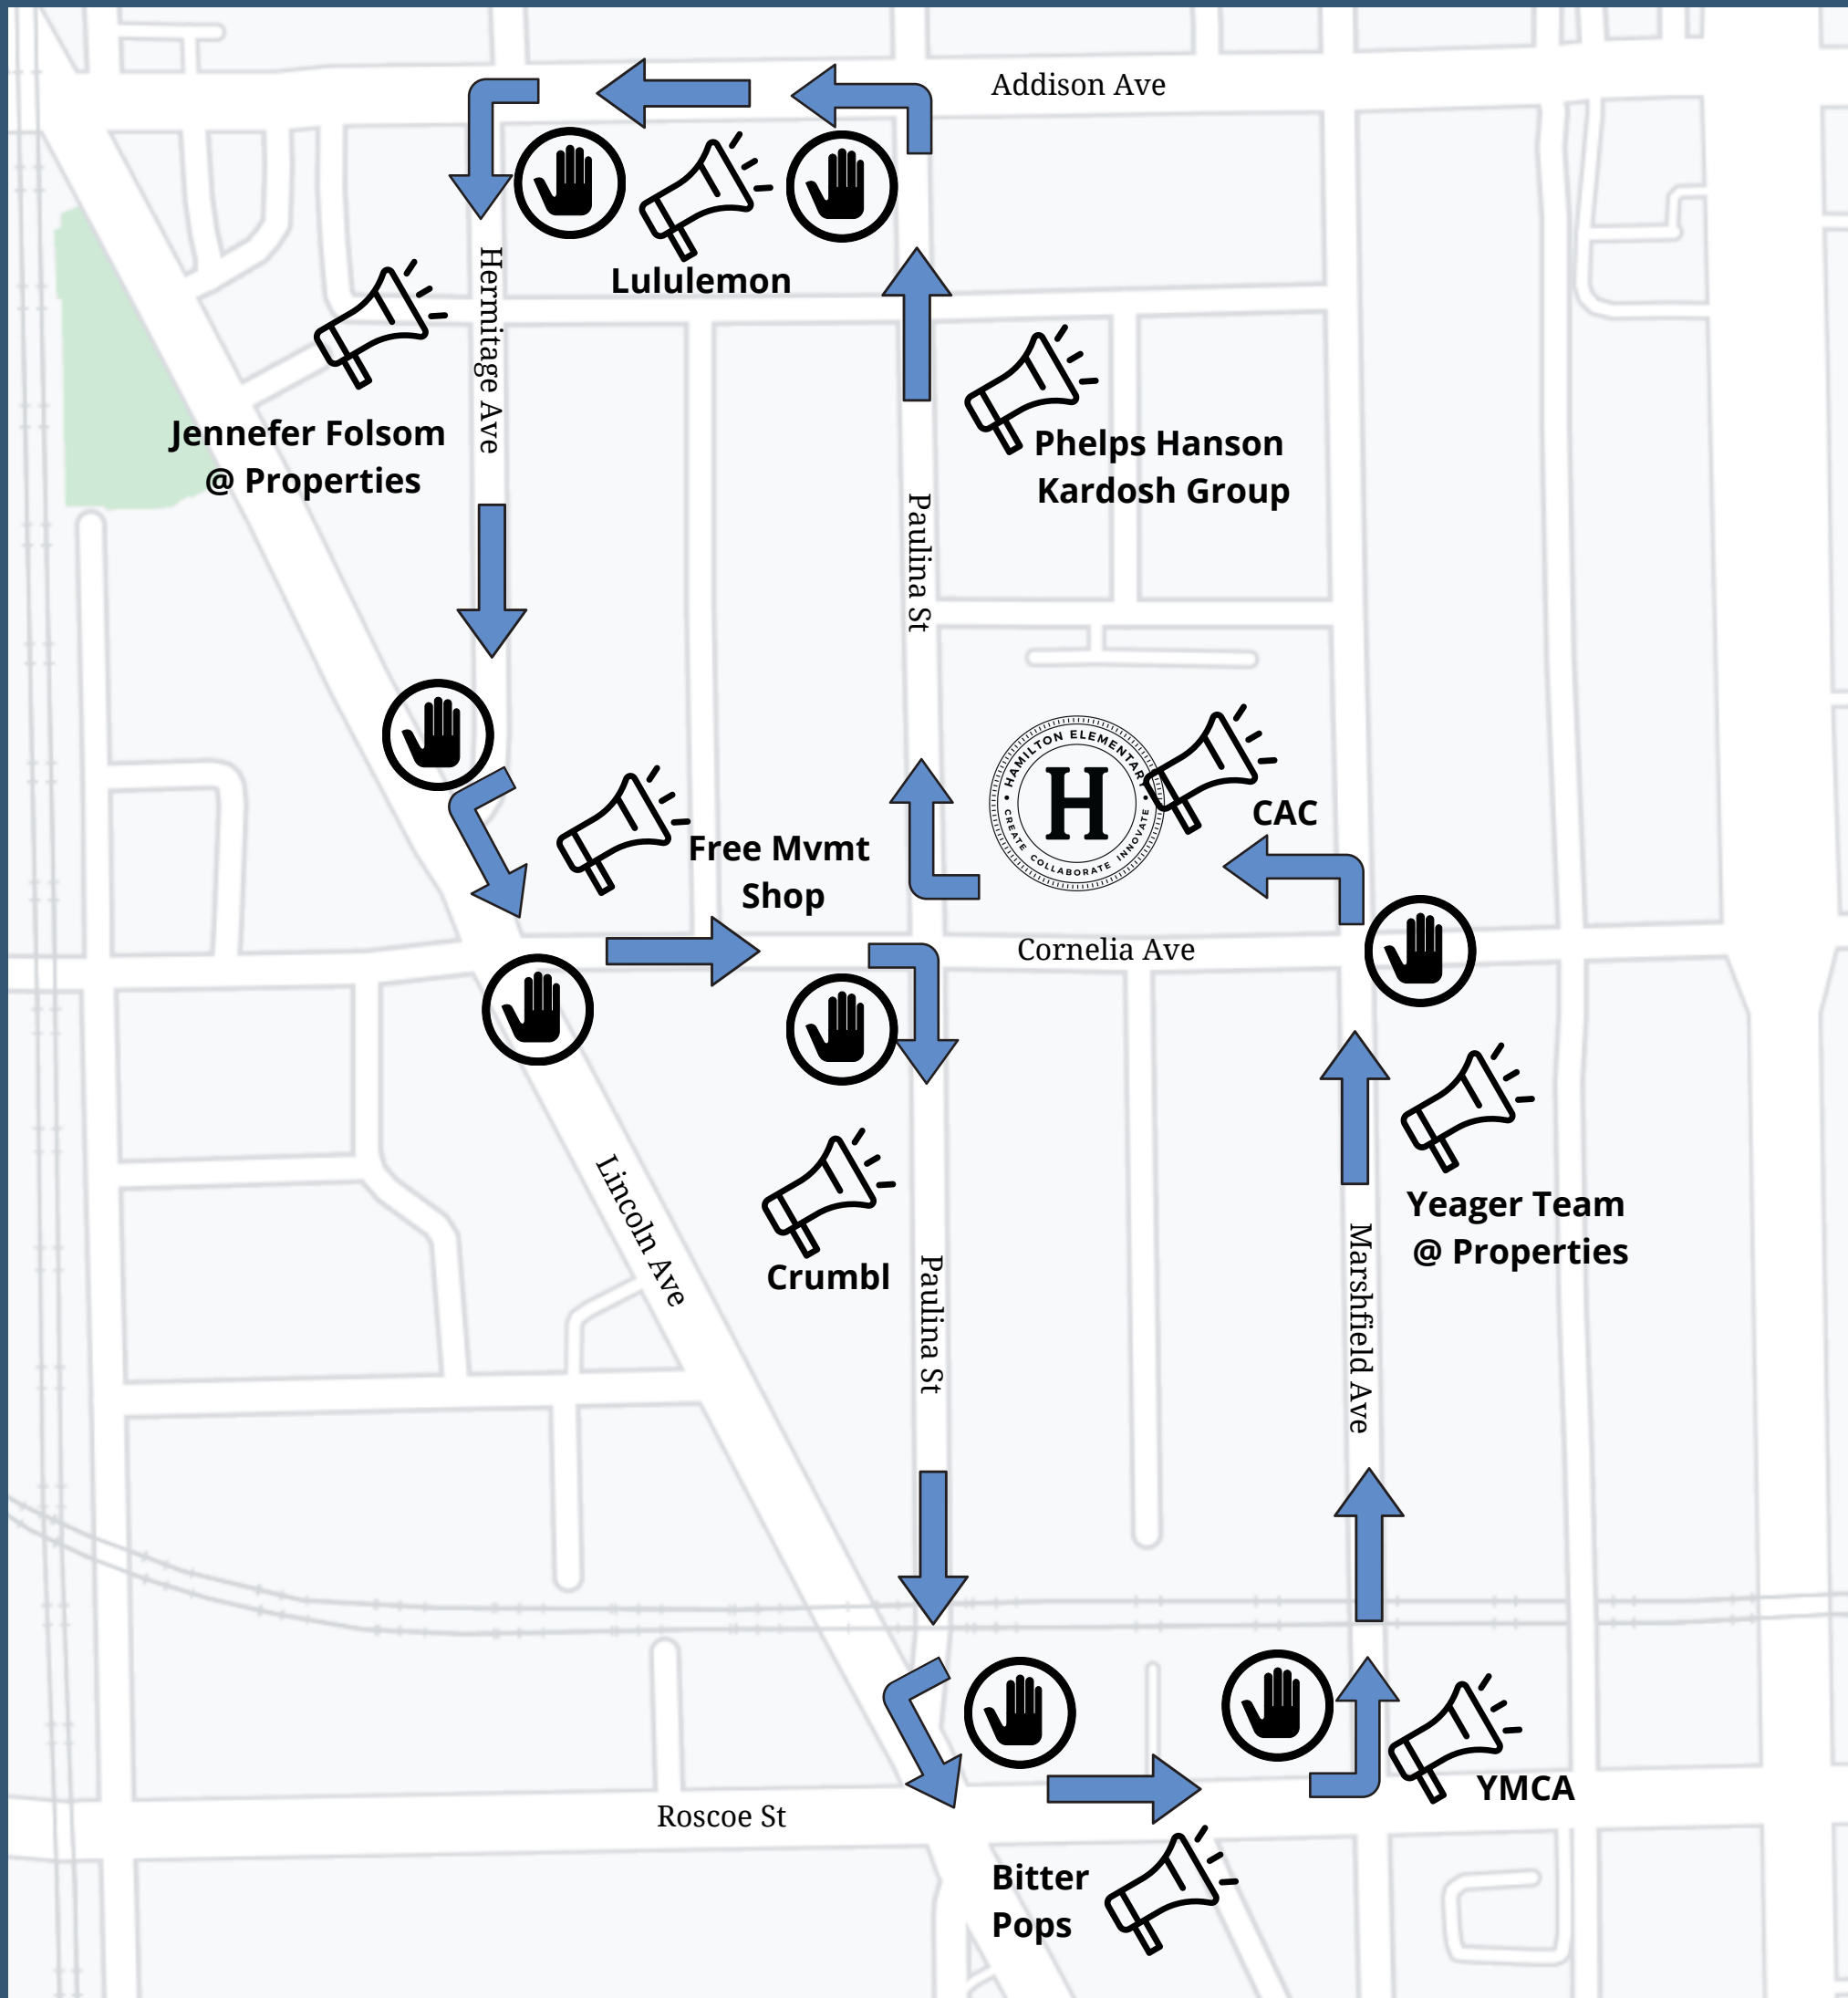 Addison Ave
Lululemon
Hermitage Ave
Jennefer Folsom
@ Properties
Phelps Hanson
Kardosh Group
Paulina St
HAMILTON ELEMENTARY
H
CREATE COLLABORATE INNOVATE
CAC
Free Mvmt
Shop
Cornelia Ave
Lincoln Ave
Crumbl
Paulina St
Yeager Team
@ Properties
Marshfield Ave
YMCA
Roscoe St
Bitter
Pops